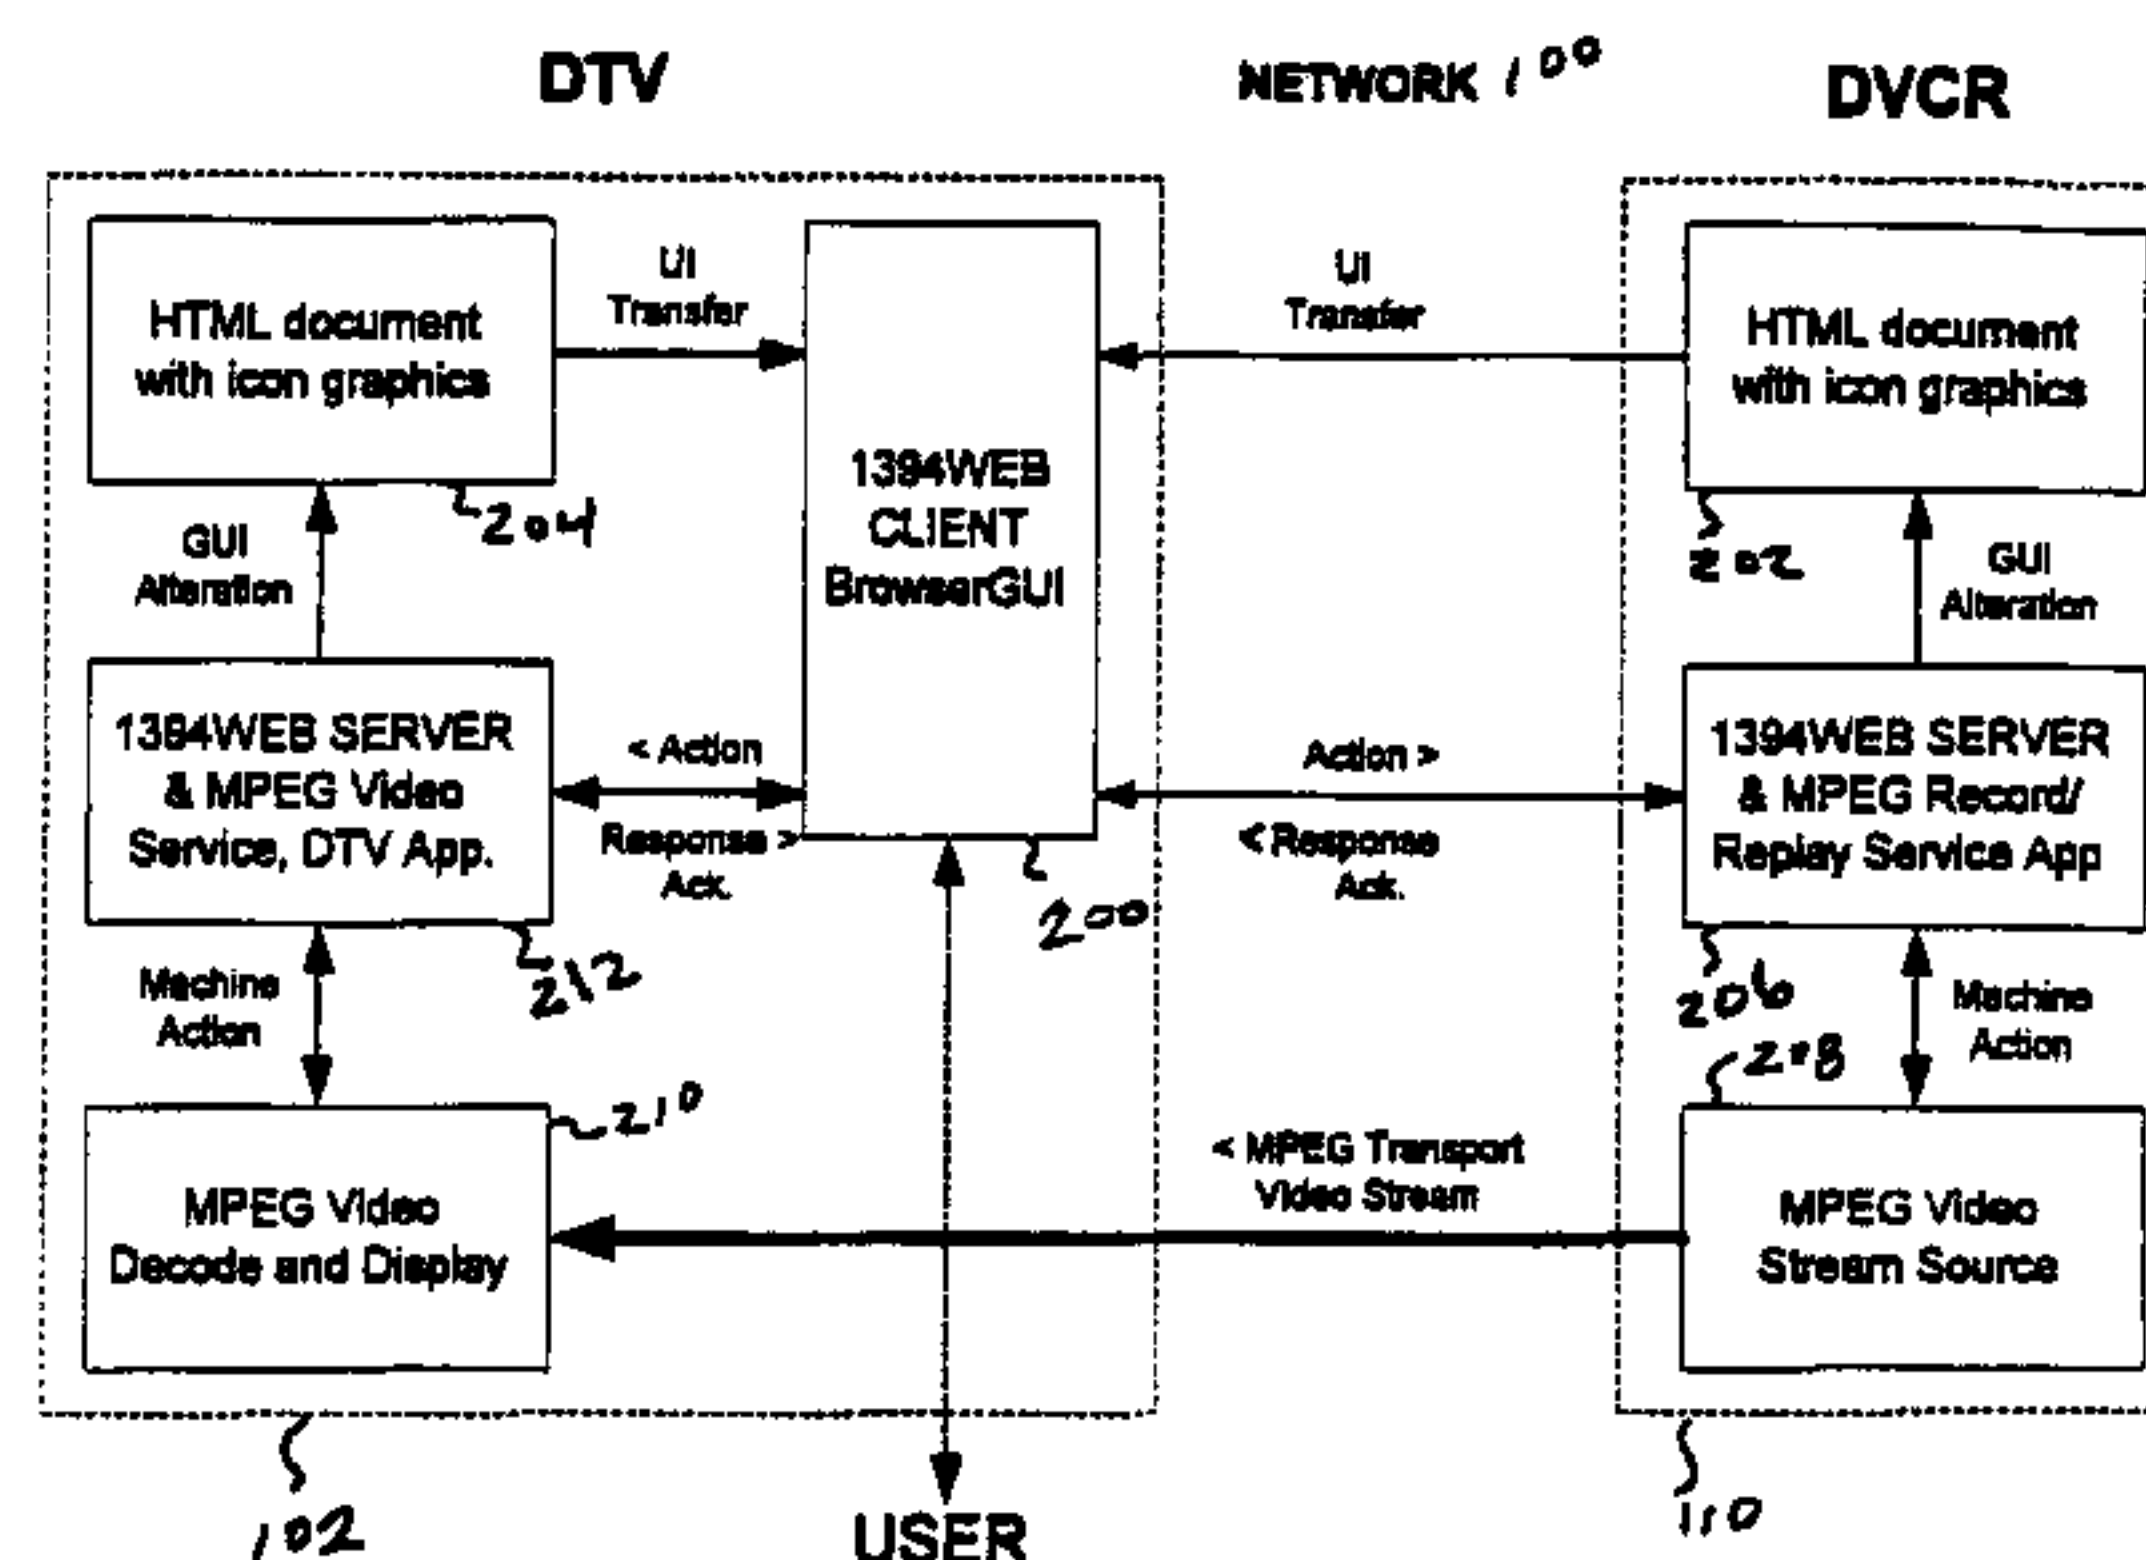 DTV
NETWORK 100
DVCR
HTML document
with icon graphics
204
UI
Transfer
1394WEB
CLIENT
BrowserGUI
200
UI
Transfer
HTML document
with icon graphics
202
GUI
Alteration
GUI
Alteration
1394WEB SERVER
& MPEG Video
Service, DTV App.
212
< Action
Response >
Ack.
Action >
< Response
Ack.
1394WEB SERVER
& MPEG Record/
Replay Service App
206
Machine
Action
Machine
Action
208
210
MPEG Video
Decode and Display
< MPEG Transport
Video Stream
MPEG Video
Stream Source
102
USER
110